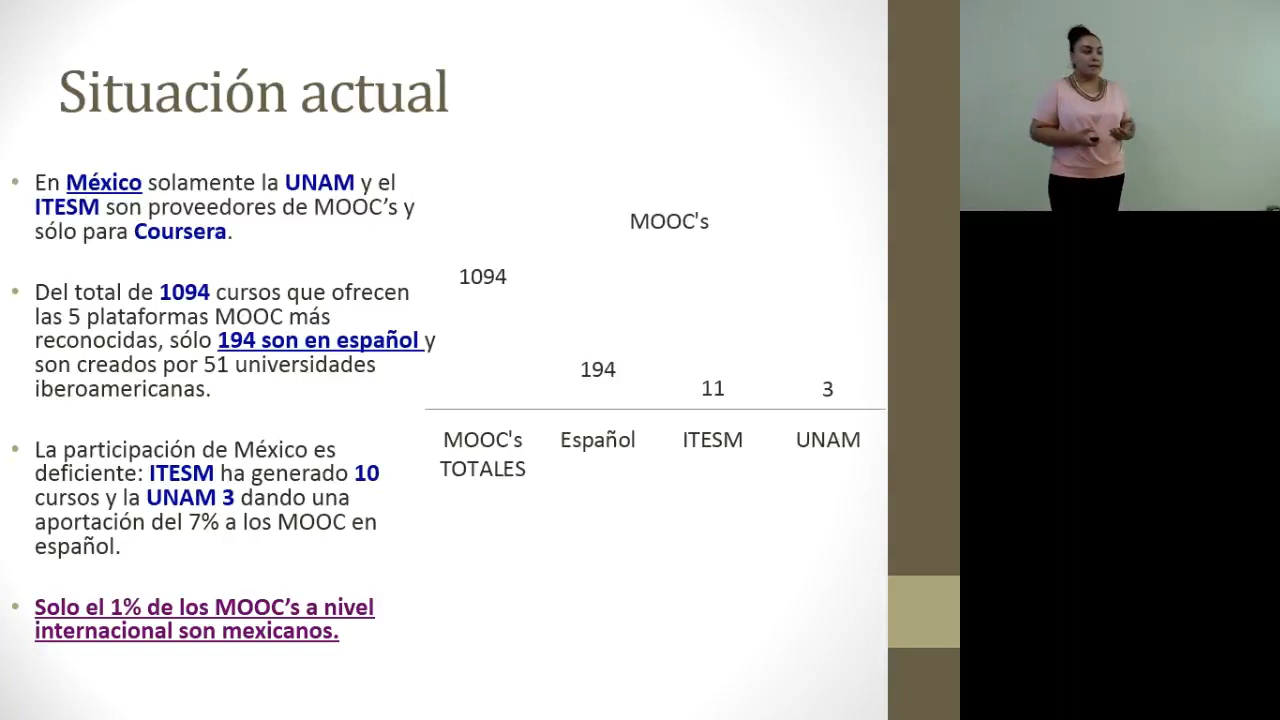 Situación actual
• En México solamente la UNAM y el
ITESM son proveedores de MOOC’s y
sólo para Coursera.
• Del total de 1094 cursos que ofrecen
las 5 plataformas MOOC más
reconocidas, sólo 194 son en español y
son creados por 51 universidades
iberoamericanas.
• La participación de México es
deficiente: ITESM ha generado 10
cursos y la UNAM 3 dando una
aportación del 7% a los MOOC en
español.
• Solo el 1% de los MOOC’s a nivel
internacional son mexicanos.
MOOC's
1094
194
11
3
MOOC's
TOTALES
Español
ITESM
UNAM